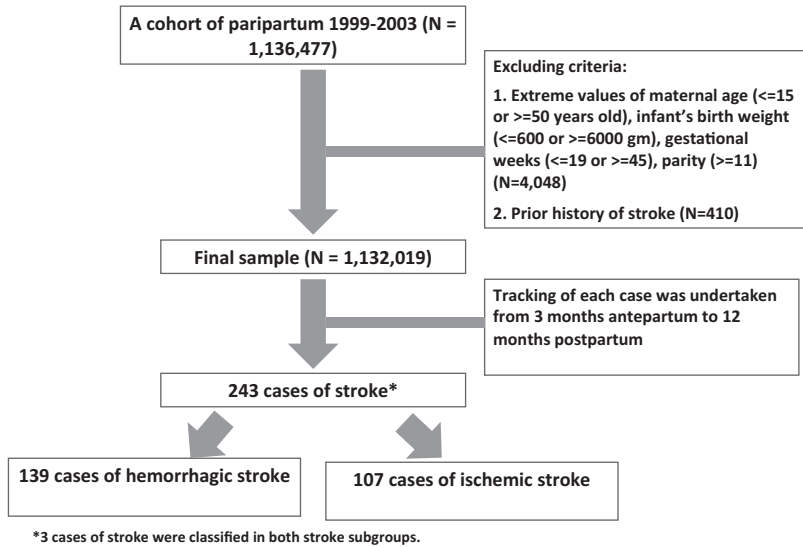 A cohort of paripartum 1999-2003 (N =
1,136,477)
Excluding criteria:
1. Extreme values of maternal age (<=15
or >=50 years old), infant's birth weight
(<=600 or >=6000 gm), gestational
weeks (<=19 or >=45), parity (>=11)
(N=4,048)
2. Prior history of stroke (N=410)
Final sample (N = 1,132,019)
Tracking of each case was undertaken
from 3 months antepartum to 12
months postpartum
243 cases of stroke*
139 cases of hemorrhagic stroke
107 cases of ischemic stroke
*3 cases of stroke were classified in both stroke subgroups.